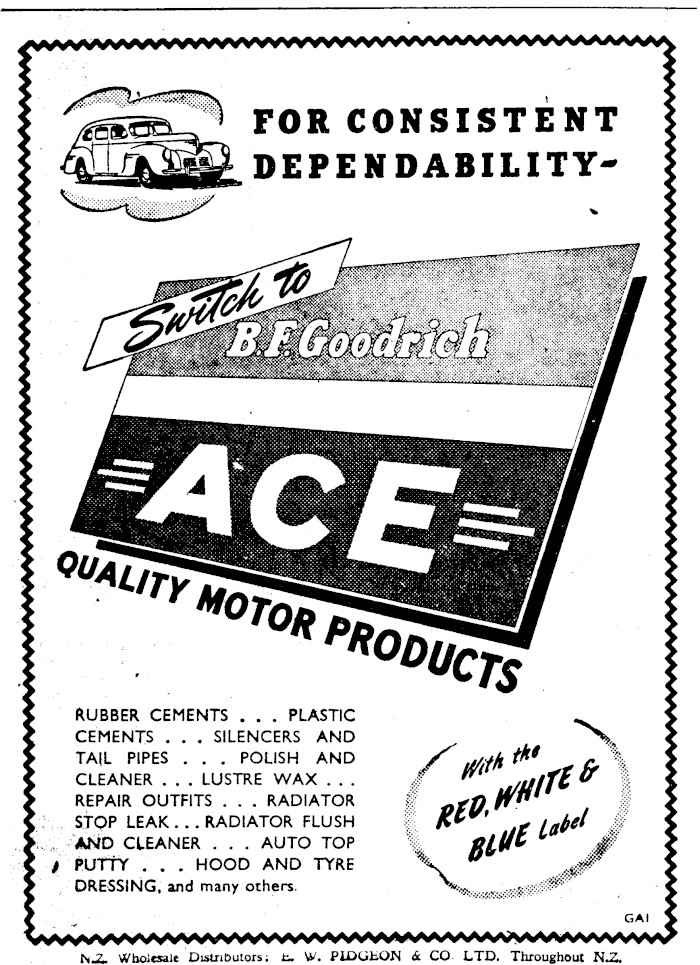 FOR CONSISTENT
DEPENDABILITY-
Switch to
B.F. Goodrich
ACE
QUALITY MOTOR PRODUCTS
RUBBER CEMENTS . . . PLASTIC
CEMENTS . . . SILENCERS AND
TAIL PIPES . . . POLISH AND
CLEANER . . . LUSTRE WAX . . .
REPAIR OUTFITS . . . RADIATOR
STOP LEAK . . . RADIATOR FLUSH
AND CLEANER . . . AUTO TOP
PUTTY . . . HOOD AND TYRE
DRESSING, and many others.
With the
RED, WHITE &
BLUE Label
GA1
N.Z. Wholesale Distributors: E. W. PIDGEON & CO. LTD. Throughout N.Z.